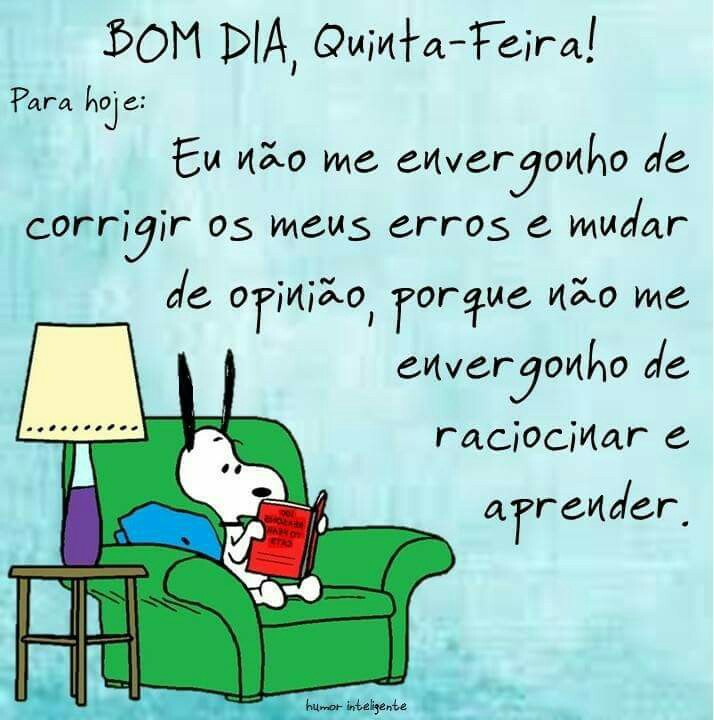 BOM DIA, Quinta-Feira!
Para hoje:
Eu não me envergonho de
corrigir os meus erros e mudar
de opinião, porque não me
envergonho de
raciocinar e
aprender.
humor inteligente